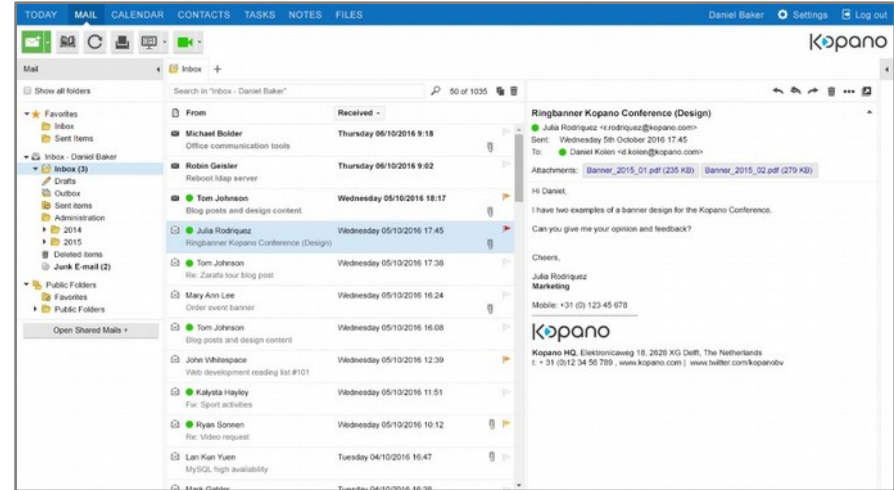 TODAY MAIL CALENDAR CONTACTS TASKS NOTES FILES Daniel Baker Settings Log out
Kopano
Mail Inbox +
Show all folders
Search in "Inbox - Daniel Baker" 50 of 1035
Favorites
Inbox
Sent Items
Inbox - Daniel Baker
Inbox (3)
Drafts
Outbox
Sent items
Administration
2014
2015
Deleted items
Junk E-mail (2)
Public Folders
Favorites
Public Folders
Open Shared Mails +
From Received
Michael Bolder Thursday 06/10/2016 9:18
Office communication tools
Robin Geisler Thursday 06/10/2016 9:02
Reboot ldap server
Tom Johnson Wednesday 05/10/2016 18:17
Blog posts and design content
Julia Rodriquez Wednesday 05/10/2016 17:45
Ringbanner Kopano Conference (Design)
Tom Johnson Wednesday 05/10/2016 17:38
Re: Zarafa tour blog post
Mary Ann Lee Wednesday 05/10/2016 16:24
Order event banner
Tom Johnson Wednesday 05/10/2016 16:08
Blog posts and design content
John Whitespace Wednesday 05/10/2016 12:39
Web development reading list #101
Kalysta Hayley Wednesday 05/10/2016 11:51
Fw: Sport activities
Ryan Sonnen Wednesday 05/10/2016 10:12
Re: Video request
Lan Kun Yuen Tuesday 04/10/2016 16:47
MySQL high availability
Ringbanner Kopano Conference (Design)
Julia Rodriquez <r.rodriquez@kopano.com>
Sent: Wednesday 5th October 2016 17:45
To: Daniel Kolen <d.kolen@kopano.com>
Attachments: Banner_2015_01.pdf (235 KB) Banner_2015_02.pdf (279 KB)
Hi Daniel,
I have two examples of a banner design for the Kopano Conference.
Can you give me your opinion and feedback?
Cheers,
Julia Rodriquez
Marketing
Mobile: +31 (0) 123 45 678
Kopano
Kopano HQ, Elektronicaweg 18, 2628 XG Delft, The Netherlands
t: + 31 (0)12 34 56 789 , www.kopano.com | www.twitter.com/kopanobv